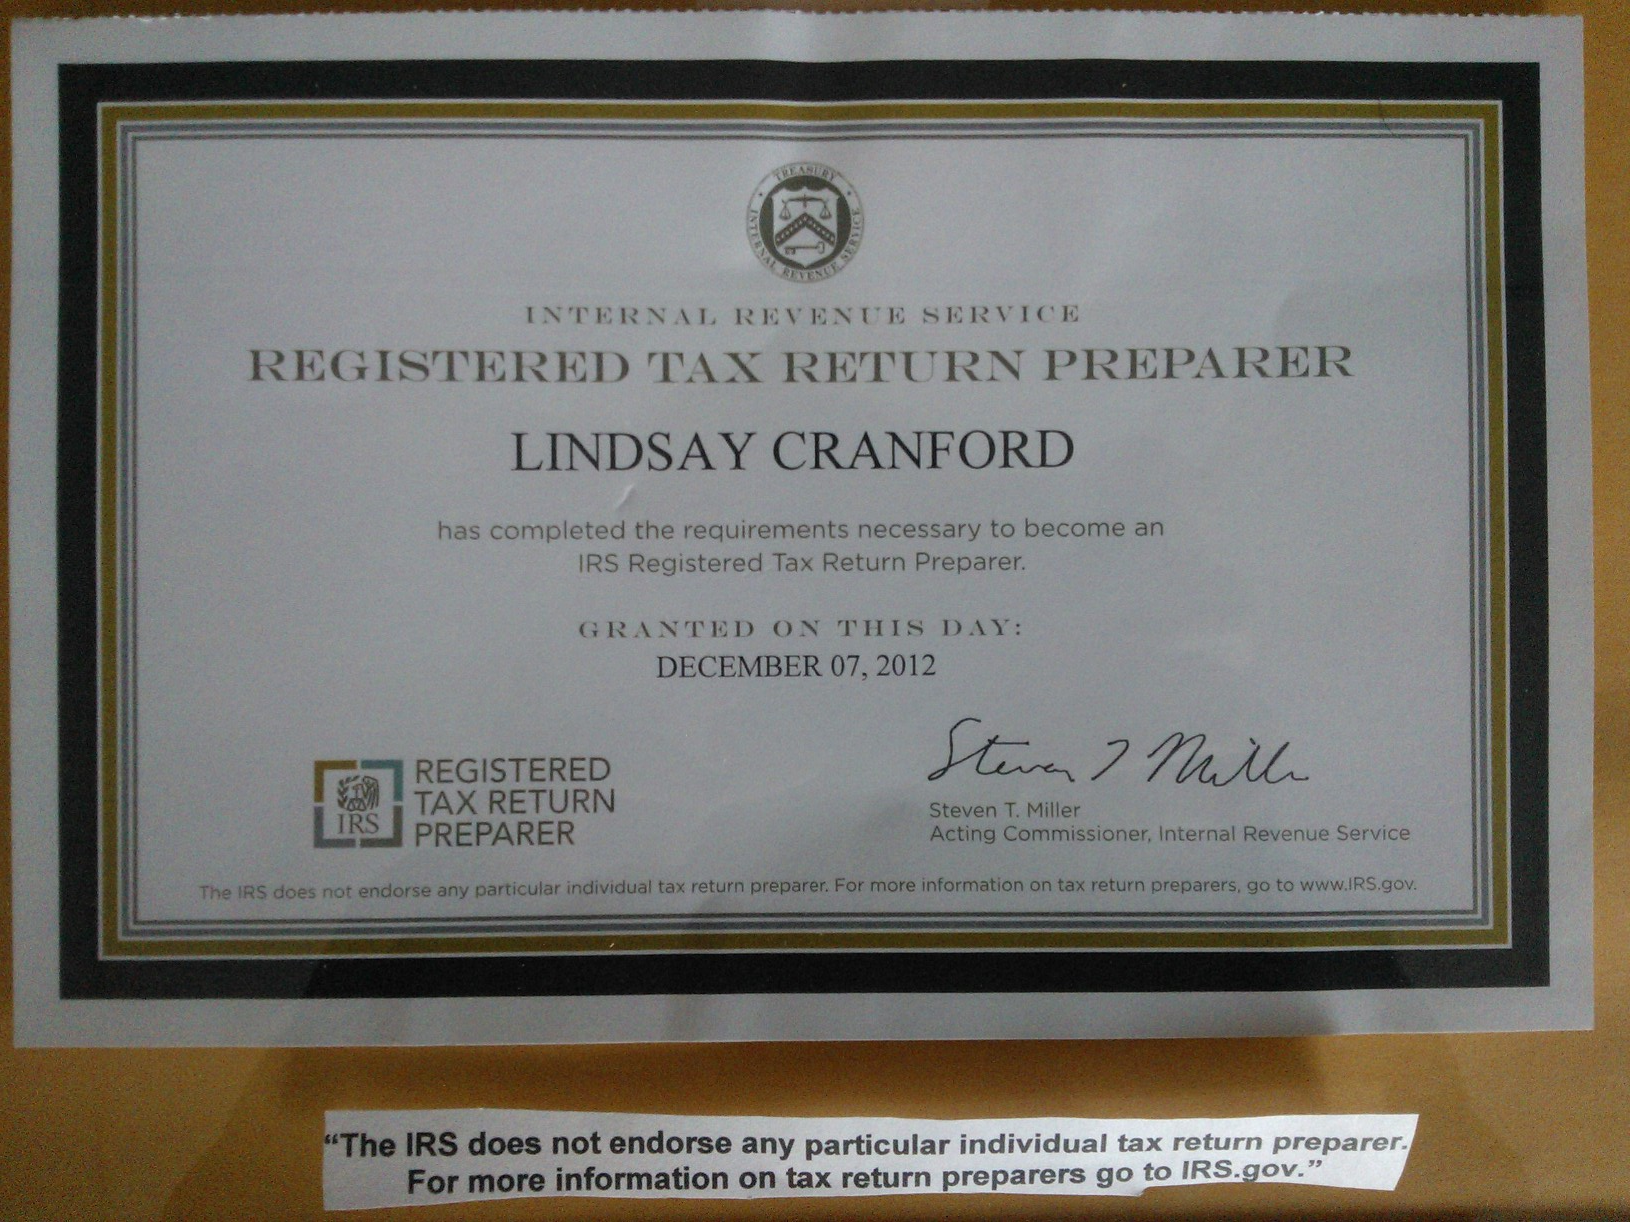 TREASURY
INTERNAL REVENUE SERVICE
INTERNAL REVENUE SERVICE
REGISTERED TAX RETURN PREPARER
LINDSAY CRANFORD
has completed the requirements necessary to become an
IRS Registered Tax Return Preparer.
GRANTED ON THIS DAY:
DECEMBER 07, 2012
IRS
REGISTERED
TAX RETURN
PREPARER
Steven T Miller
Steven T. Miller
Acting Commissioner, Internal Revenue Service
The IRS does not endorse any particular individual tax return preparer. For more information on tax return preparers, go to www.IRS.gov.
“The IRS does not endorse any particular individual tax return preparer.
For more information on tax return preparers go to IRS.gov.”